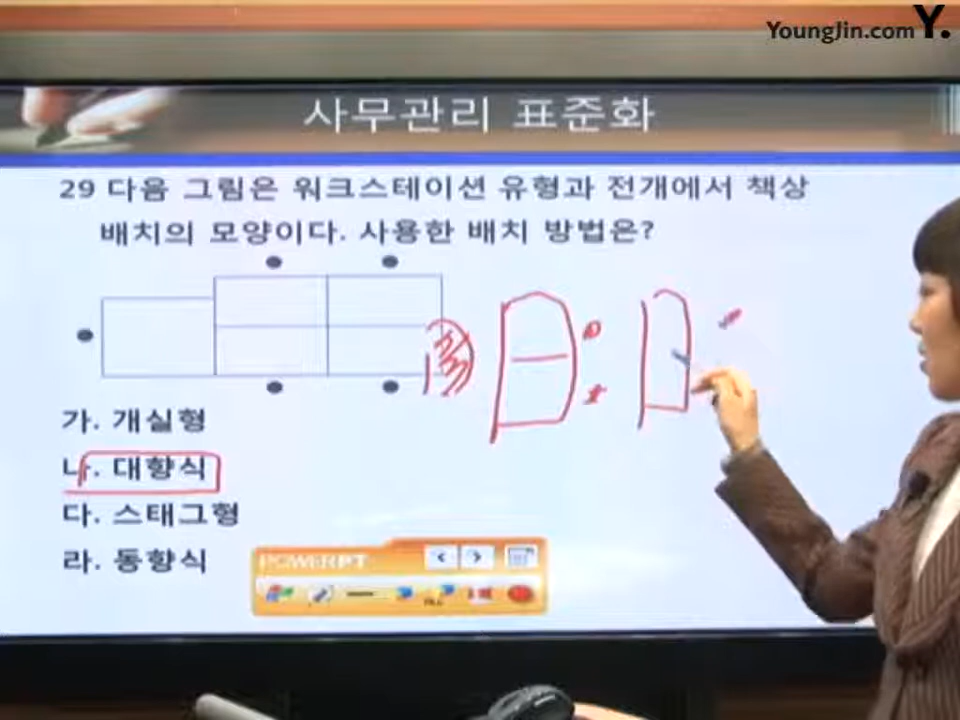 YoungJin.com Y.
사무관리 표준화
29 다음 그림은 워크스테이션 유형과 전개에서 책상
배치의 모양이다. 사용한 배치 방법은?
가. 개실형
나. 대향식
다. 스태그형
라. 동향식
POWERPT